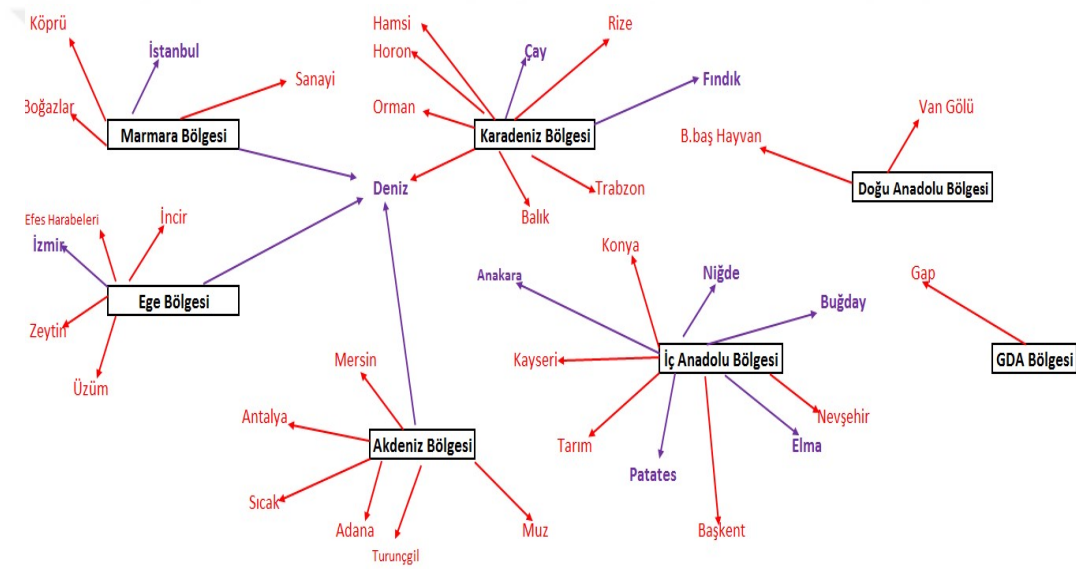 Köprü
İstanbul
Sanayi
Boğazlar
Marmara Bölgesi
Hamsi
Horon
Çay
Rize
Fındık
Orman
Karadeniz Bölgesi
Deniz
Balık
Trabzon
B.baş Hayvan
Van Gölü
Doğu Anadolu Bölgesi
Efes Harabeleri
İncir
İzmir
Ege Bölgesi
Zeytin
Üzüm
Konya
Anakara
Niğde
Buğday
Kayseri
İç Anadolu Bölgesi
Tarım
Patates
Elma
Nevşehir
Başkent
Gap
GDA Bölgesi
Mersin
Antalya
Akdeniz Bölgesi
Sıcak
Adana
Turunçgil
Muz